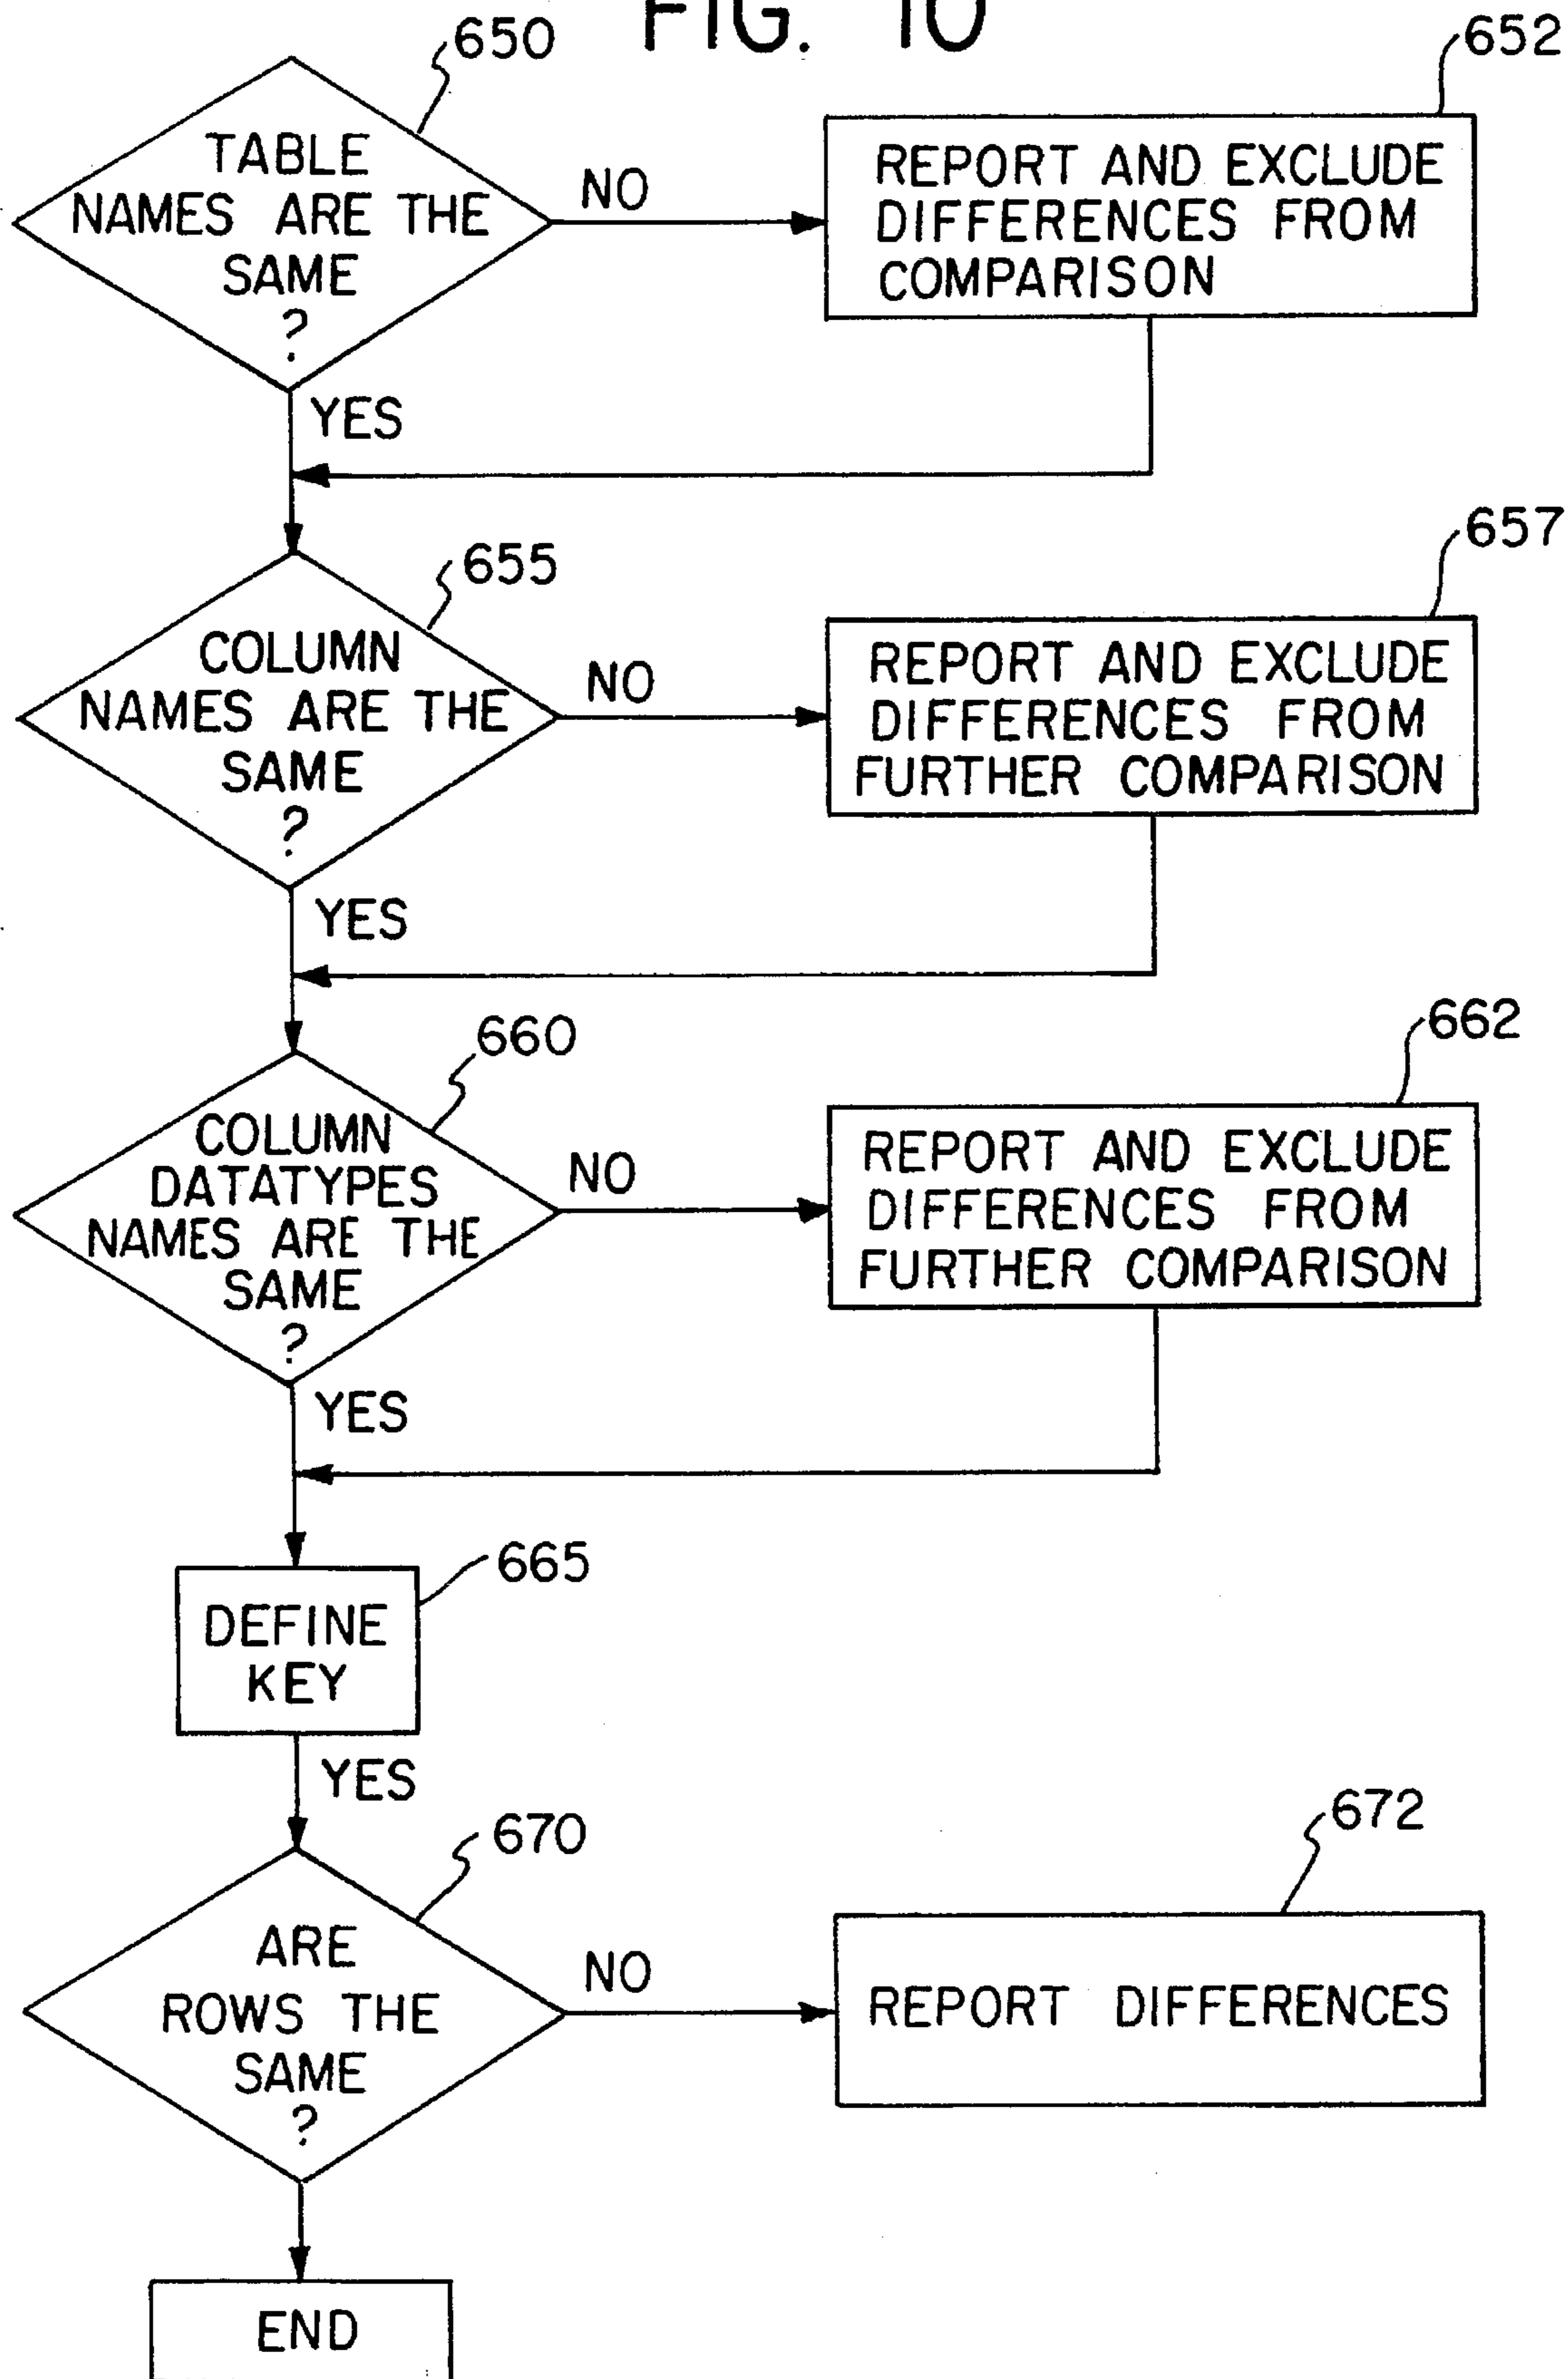 FIG. 10
650
TABLE
NAMES ARE THE
SAME
?
NO
652
REPORT AND EXCLUDE
DIFFERENCES FROM
COMPARISON
YES
655
COLUMN
NAMES ARE THE
SAME
?
NO
657
REPORT AND EXCLUDE
DIFFERENCES FROM
FURTHER COMPARISON
YES
660
COLUMN
DATATYPES
NAMES ARE THE
SAME
?
NO
662
REPORT AND EXCLUDE
DIFFERENCES FROM
FURTHER COMPARISON
YES
665
DEFINE
KEY
YES
670
ARE
ROWS THE
SAME
?
NO
672
REPORT DIFFERENCES
END